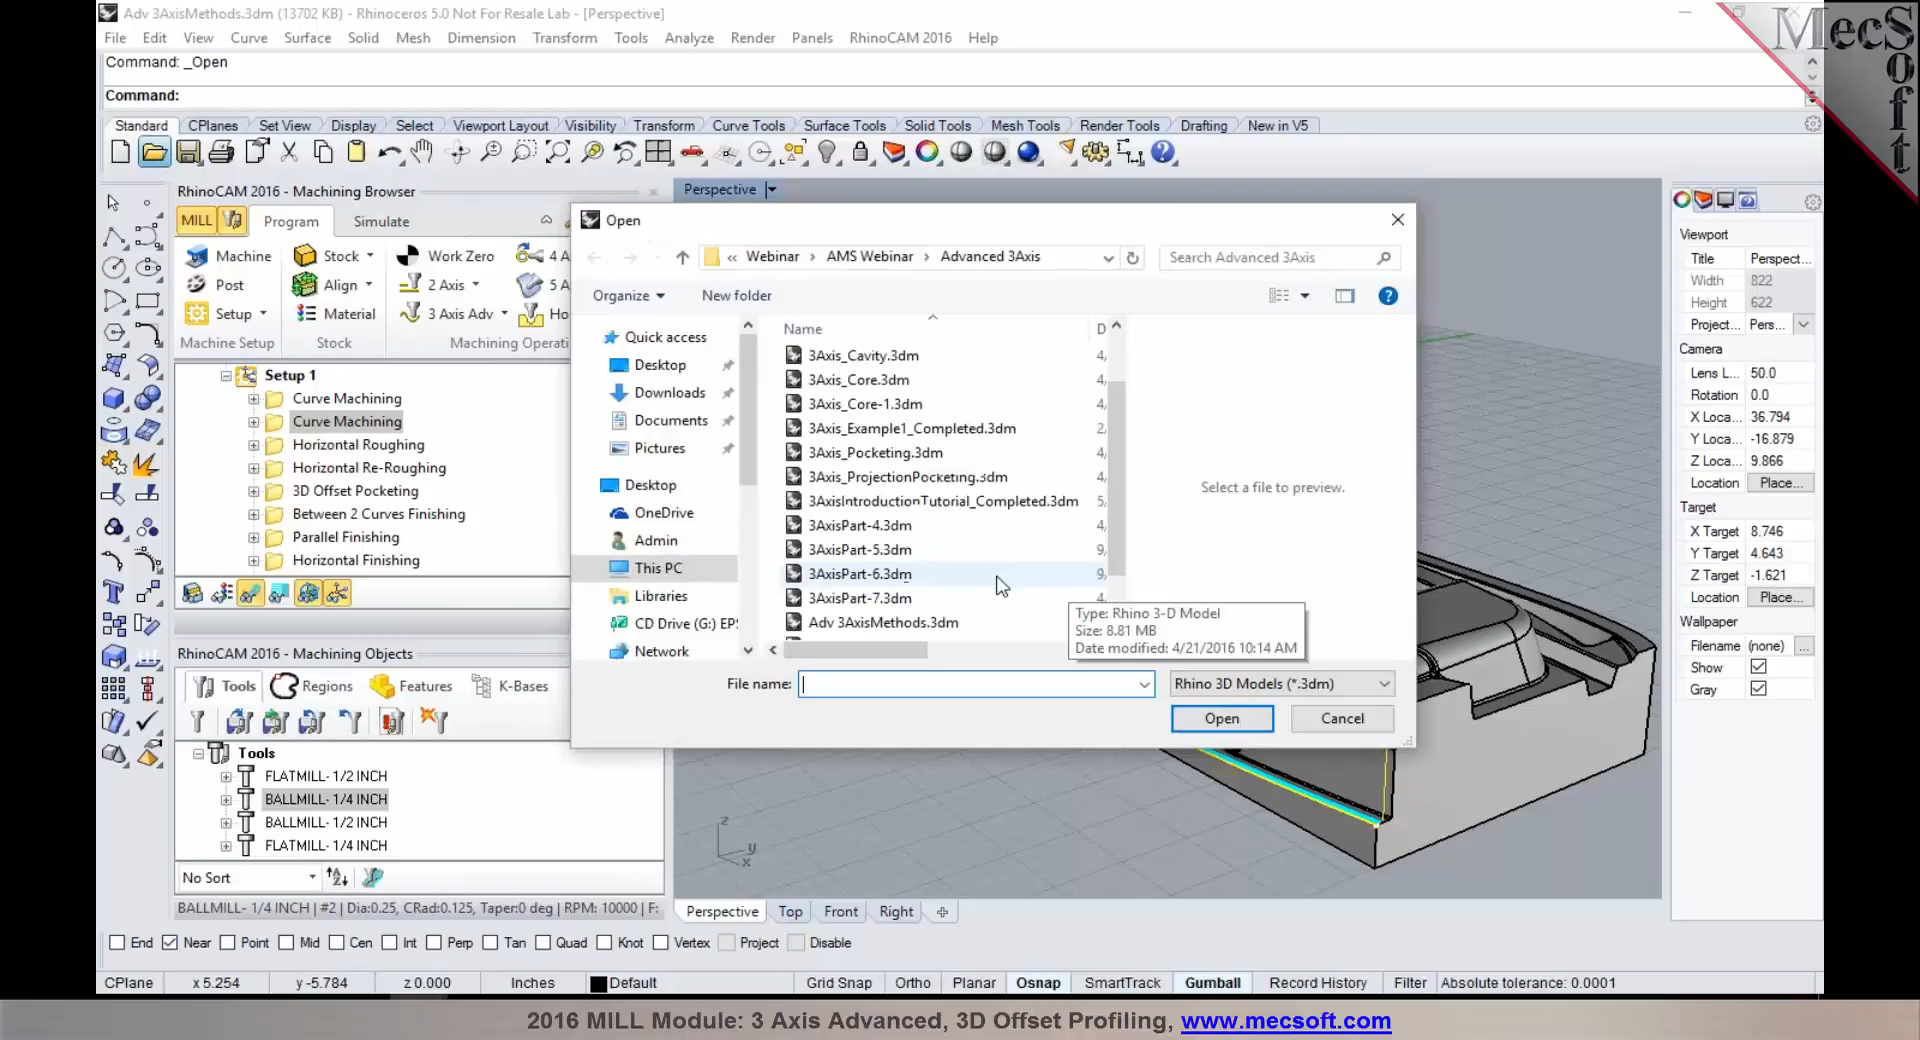 Adv 3AxisMethods.3dm (13702 KB) - Rhinoceros 5.0 Not For Resale Lab - [Perspective]
MecSoft
File Edit View Curve Surface Solid Mesh Dimension Transform Tools Analyze Render Panels RhinoCAM 2016 Help
Command: _Open
Command:
Standard CPlanes Set View Display Select Viewport Layout Visibility Transform Curve Tools Surface Tools Solid Tools Mesh Tools Render Tools Drafting New in V5
RhinoCAM 2016 - Machining Browser
MILL Program Simulate
Machine Stock Work Zero 4 A
Post Align 2 Axis 5 A
Setup Material 3 Axis Adv Ho
Machine Setup Stock Machining Operati
Setup 1
Curve Machining
Curve Machining
Horizontal Roughing
Horizontal Re-Roughing
3D Offset Pocketing
Between 2 Curves Finishing
Parallel Finishing
Horizontal Finishing
RhinoCAM 2016 - Machining Objects
Tools Regions Features K-Bases
Tools
FLATMILL- 1/2 INCH
BALLMILL- 1/4 INCH
BALLMILL- 1/2 INCH
FLATMILL- 1/4 INCH
No Sort
BALLMILL- 1/4 INCH | #2 | Dia:0.25, CRad:0.125, Taper:0 deg | RPM: 10000 | F:
Perspective
Open
« Webinar › AMS Webinar › Advanced 3Axis
Search Advanced 3Axis
Organize New folder
Quick access
Desktop
Downloads
Documents
Pictures
Desktop
OneDrive
Admin
This PC
Libraries
CD Drive (G:) EPS
Network
Name D
3Axis_Cavity.3dm 4,
3Axis_Core.3dm 4,
3Axis_Core-1.3dm 4,
3Axis_Example1_Completed.3dm 2,
3Axis_Pocketing.3dm 4,
3Axis_ProjectionPocketing.3dm 4,
3AxisIntroductionTutorial_Completed.3dm 5,
3AxisPart-4.3dm 4,
3AxisPart-5.3dm 9,
3AxisPart-6.3dm 9,
3AxisPart-7.3dm 4,
Adv 3AxisMethods.3dm
Select a file to preview.
Type: Rhino 3-D Model
Size: 8.81 MB
Date modified: 4/21/2016 10:14 AM
File name: Rhino 3D Models (*.3dm)
Open Cancel
z
y
x
Perspective Top Front Right
Viewport
Title Perspect...
Width 822
Height 622
Project... Pers...
Camera
Lens L... 50.0
Rotation 0.0
X Loca... 36.794
Y Loca... -16.879
Z Loca... 9.866
Location Place...
Target
X Target 8.746
Y Target 4.643
Z Target -1.621
Location Place...
Wallpaper
Filename (none) ...
Show
Gray
End Near Point Mid Cen Int Perp Tan Quad Knot Vertex Project Disable
CPlane x 5.254 y -5.784 z 0.000 Inches Default Grid Snap Ortho Planar Osnap SmartTrack Gumball Record History Filter Absolute tolerance: 0.0001
2016 MILL Module: 3 Axis Advanced, 3D Offset Profiling, www.mecsoft.com